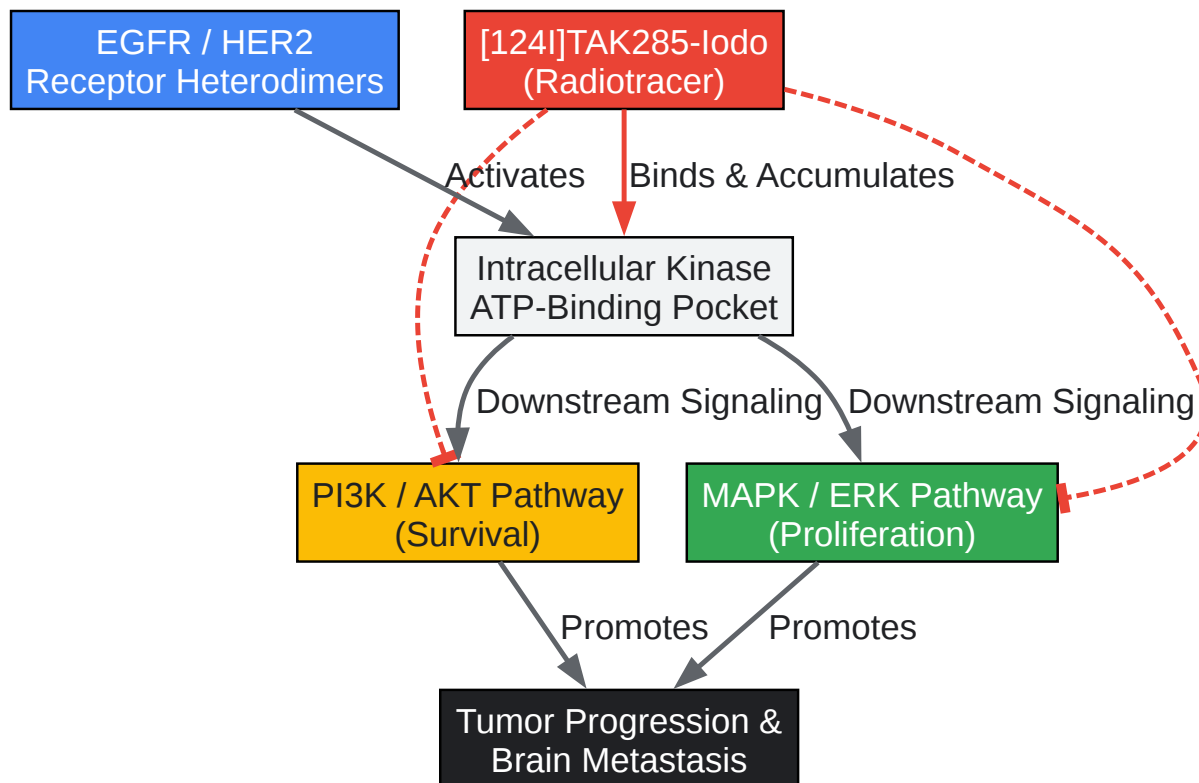 EGFR / HER2
Receptor Heterodimers
[124I]TAK285-Iodo
(Radiotracer)
Activates
Binds & Accumulates
Intracellular Kinase
ATP-Binding Pocket
Downstream Signaling
Downstream Signaling
PI3K / AKT Pathway
(Survival)
MAPK / ERK Pathway
(Proliferation)
Promotes
Promotes
Tumor Progression &
Brain Metastasis